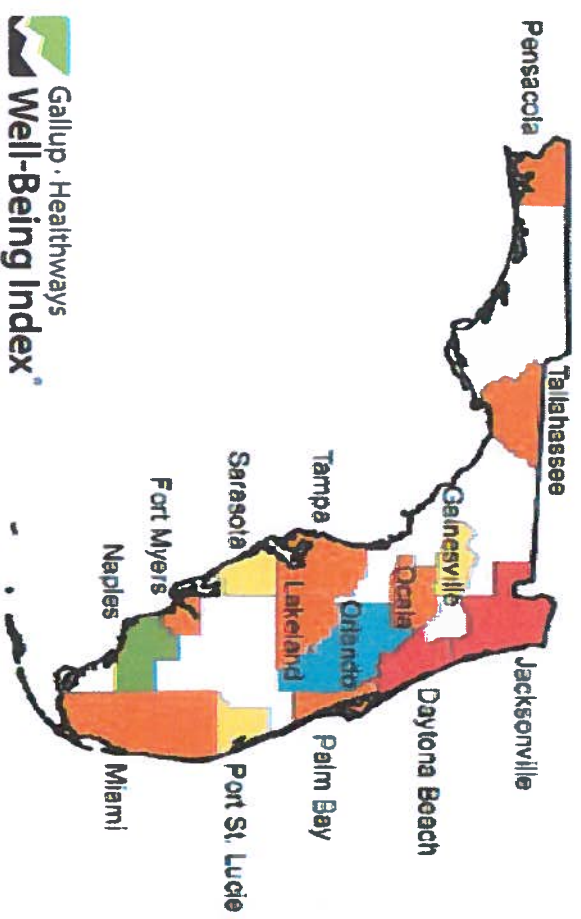 Pensacola
Tallahassee
Jacksonville
Gainesville
Ocala
Daytona Beach
Orlando
Tampa
Lakeland
Palm Bay
Sarasota
Port St. Lucie
Fort Myers
Naples
Miami
Gallup · Healthways
Well-Being Index®